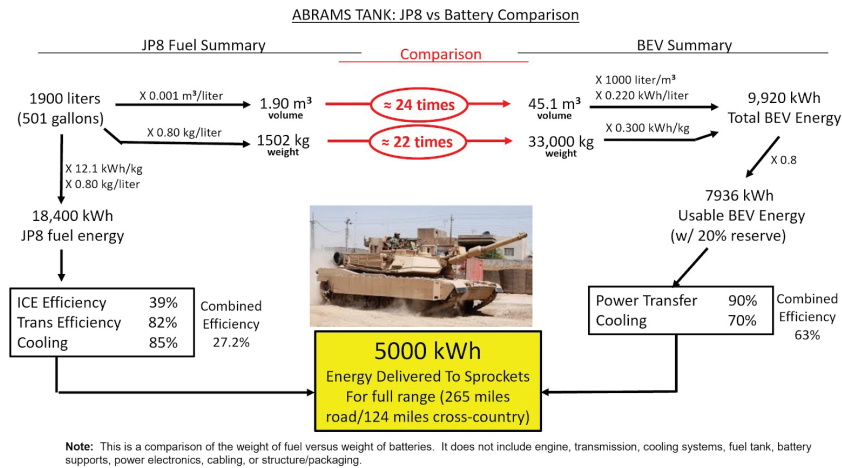 ABRAMS TANK: JP8 vs Battery Comparison
JP8 Fuel Summary
Comparison
BEV Summary
1900 liters
(501 gallons)
X 0.001 m³/liter
1.90 m³
volume
≈ 24 times
45.1 m³
volume
X 1000 liter/m³
X 0.220 kWh/liter
9,920 kWh
Total BEV Energy
X 0.80 kg/liter
1502 kg
weight
≈ 22 times
33,000 kg
weight
X 0.300 kWh/kg
X 12.1 kWh/kg
X 0.80 kg/liter
X 0.8
18,400 kWh
JP8 fuel energy
7936 kWh
Usable BEV Energy
(w/ 20% reserve)
ICE Efficiency 39%
Trans Efficiency 82%
Cooling 85%
Combined
Efficiency
27.2%
Power Transfer 90%
Cooling 70%
Combined
Efficiency
63%
5000 kWh
Energy Delivered To Sprockets
For full range (265 miles
road/124 miles cross-country)
Note: This is a comparison of the weight of fuel versus weight of batteries. It does not include engine, transmission, cooling systems, fuel tank, battery
supports, power electronics, cabling, or structure/packaging.